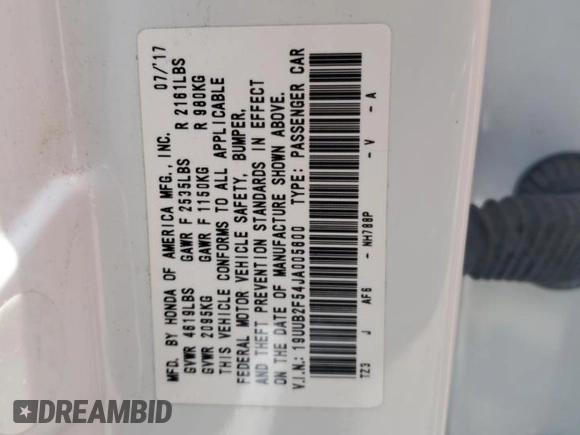 MFD. BY HONDA OF AMERICA MFG., INC. 07/'17
GVWR 4619LBS GAWR F 2535LBS R 2161LBS
GVWR 2095KG GAWR F 1150KG R 980KG
THIS VEHICLE CONFORMS TO ALL APPLICABLE
FEDERAL MOTOR VEHICLE SAFETY, BUMPER,
AND THEFT PREVENTION STANDARDS IN EFFECT
ON THE DATE OF MANUFACTURE SHOWN ABOVE.
V.I.N.: 19UUB2F54JA005800 TYPE: PASSENGER CAR
TZ3 J AF6 - NH788P - V - A
DREAMBID